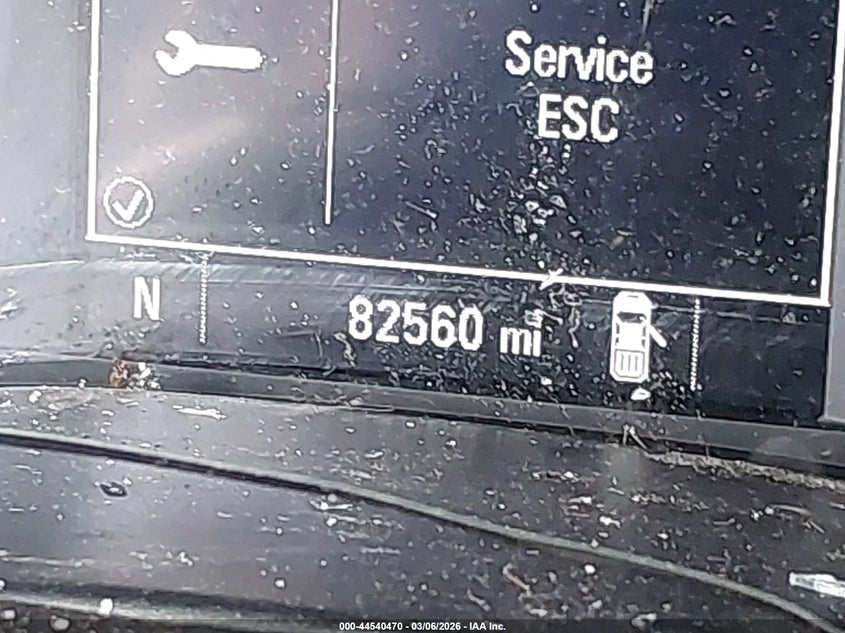 Service
ESC
N
82560 mi
000-44540470 - 03/06/2026 - IAA Inc.